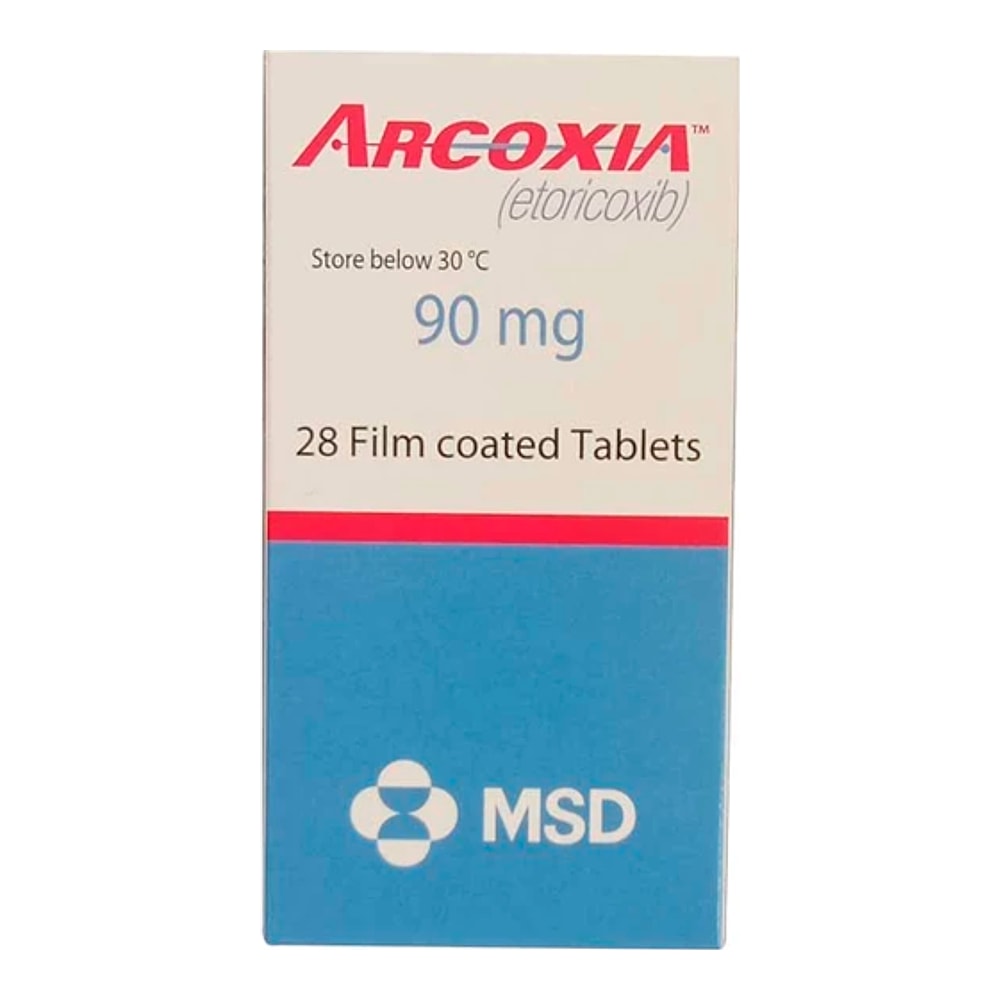 ARCOXIA™
(etoricoxib)
Store below 30 °C
90 mg
28 Film coated Tablets
MSD